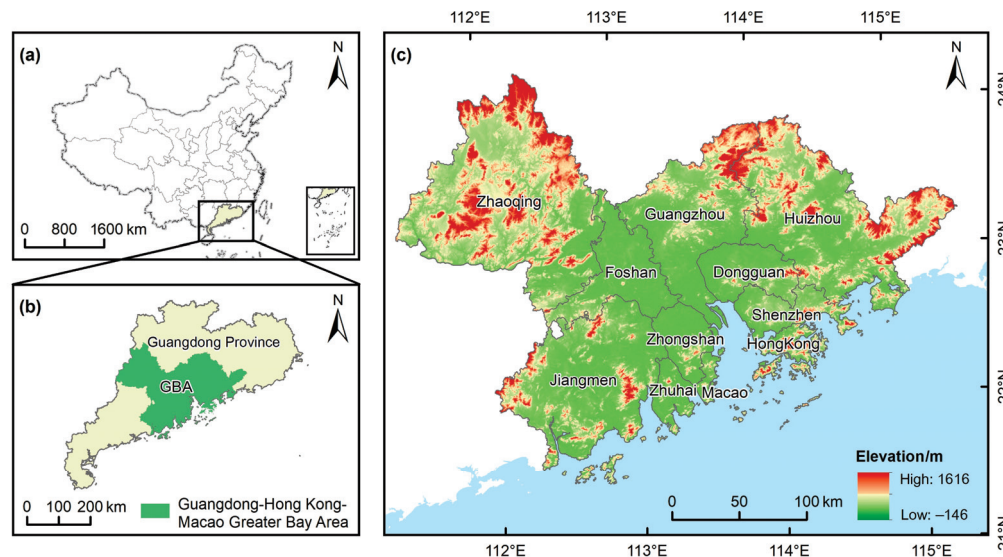 (a)
N
0 800 1600 km
(b)
N
Guangdong Province
GBA
0 100 200 km
Guangdong-Hong Kong-
Macao Greater Bay Area
112°E 113°E 114°E 115°E
(c)
N
24°N
23°N
23°N
22°N
22°N
Zhaoqing
Guangzhou
Huizhou
Foshan
Dongguan
Shenzhen
HongKong
Zhongshan
Jiangmen
Zhuhai
Macao
Elevation/m
High: 1616
Low: –146
0 50 100 km
112°E 113°E 114°E 115°E